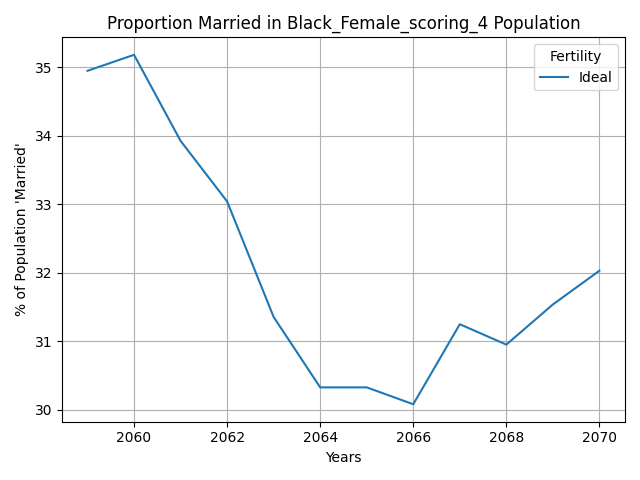 Proportion Married in Black_Female_scoring_4 Population
Fertility
Ideal
% of Population 'Married'
35
34
33
32
31
30
2060 2062 2064 2066 2068 2070
Years